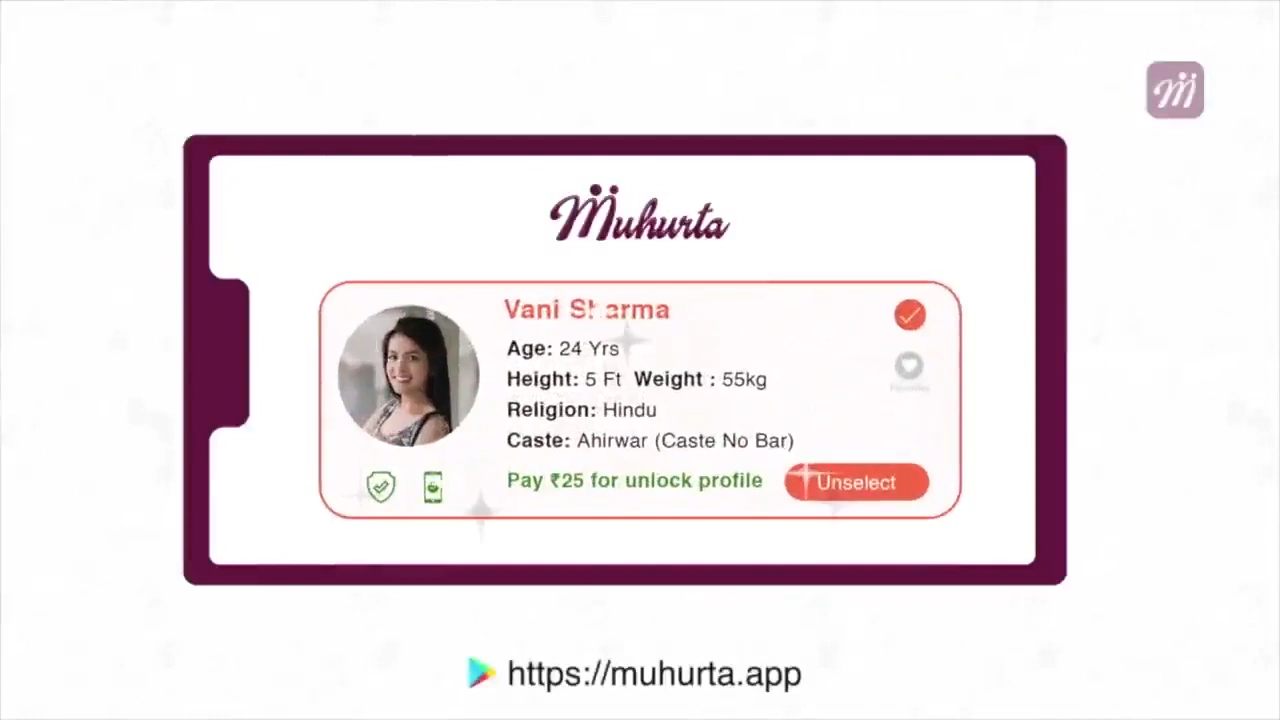 Muhurta
Vani Sharma
Age: 24 Yrs
Height: 5 Ft Weight : 55kg
Religion: Hindu
Caste: Ahirwar (Caste No Bar)
Pay ₹25 for unlock profile
Unselect
https://muhurta.app